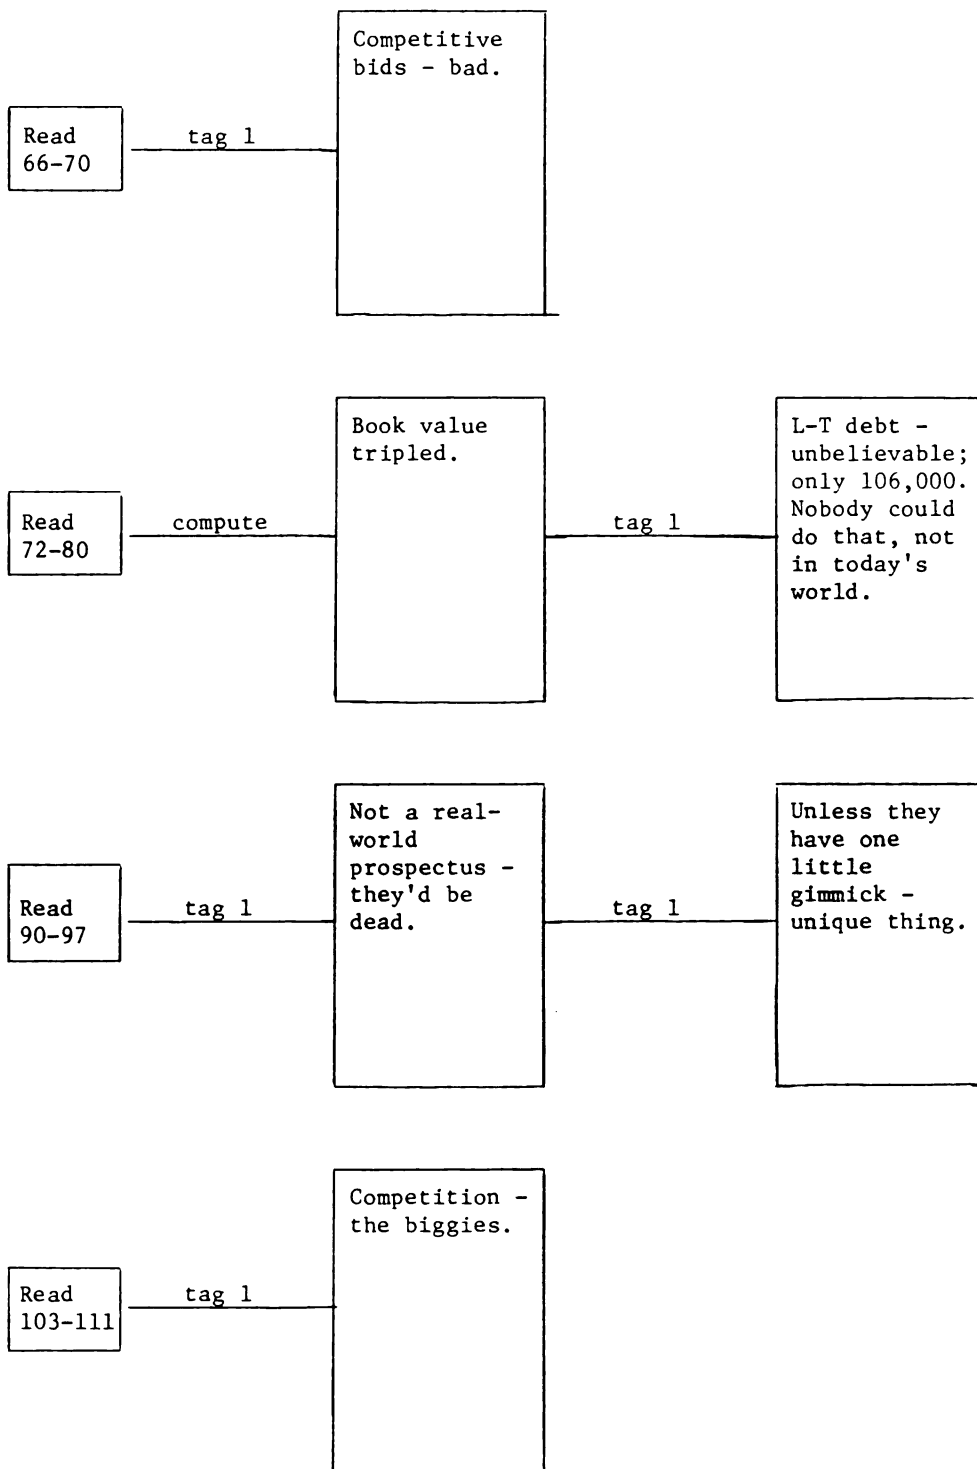 Competitive
bids - bad.
Read
66-70
tag 1
Book value
tripled.
L-T debt -
unbelievable;
only 106,000.
Nobody could
do that, not
in today's
world.
Read
72-80
compute
tag 1
Not a real-
world
prospectus -
they'd be
dead.
Unless they
have one
little
gimmick -
unique thing.
Read
90-97
tag 1
tag 1
Competition -
the biggies.
Read
103-111
tag 1